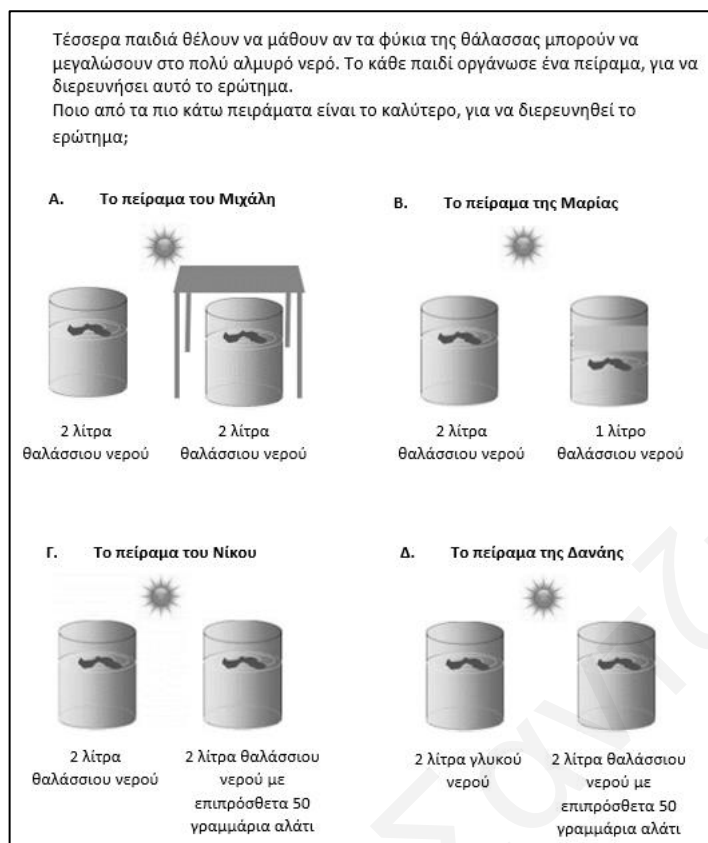 Τέσσερα παιδιά θέλουν να μάθουν αν τα φύκια της θάλασσας μπορούν να
μεγαλώσουν στο πολύ αλμυρό νερό. Το κάθε παιδί οργάνωσε ένα πείραμα, για να
διερευνήσει αυτό το ερώτημα.
Ποιο από τα πιο κάτω πειράματα είναι το καλύτερο, για να διερευνηθεί το
ερώτημα;
Α. Το πείραμα του Μιχάλη
2 λίτρα
θαλάσσιου νερού
2 λίτρα
θαλάσσιου νερού
Β. Το πείραμα της Μαρίας
2 λίτρα
θαλάσσιου νερού
1 λίτρο
θαλάσσιου νερού
Γ. Το πείραμα του Νίκου
2 λίτρα
θαλάσσιου νερού
2 λίτρα θαλάσσιου
νερού με
επιπρόσθετα 50
γραμμάρια αλάτι
Δ. Το πείραμα της Δανάης
2 λίτρα γλυκού
νερού
2 λίτρα θαλάσσιου
νερού με
επιπρόσθετα 50
γραμμάρια αλάτι